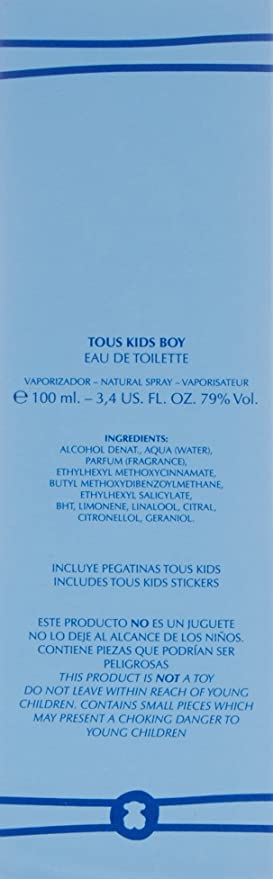 TOUS KIDS BOY
EAU DE TOILETTE
VAPORIZADOR – NATURAL SPRAY – VAPORISATEUR
℮ 100 ml. – 3,4 US. FL. OZ. 79% Vol.
INGREDIENTS:
ALCOHOL DENAT., AQUA (WATER),
PARFUM (FRAGRANCE),
ETHYLHEXYL METHOXYCINNAMATE,
BUTYL METHOXYDIBENZOYLMETHANE,
ETHYLHEXYL SALICYLATE,
BHT, LIMONENE, LINALOOL, CITRAL,
CITRONELLOL, GERANIOL.
INCLUYE PEGATINAS TOUS KIDS
INCLUDES TOUS KIDS STICKERS
ESTE PRODUCTO NO ES UN JUGUETE
NO LO DEJE AL ALCANCE DE LOS NIÑOS.
CONTIENE PIEZAS QUE PODRÍAN SER
PELIGROSAS
THIS PRODUCT IS NOT A TOY
DO NOT LEAVE WITHIN REACH OF YOUNG
CHILDREN. CONTAINS SMALL PIECES WHICH
MAY PRESENT A CHOKING DANGER TO
YOUNG CHILDREN